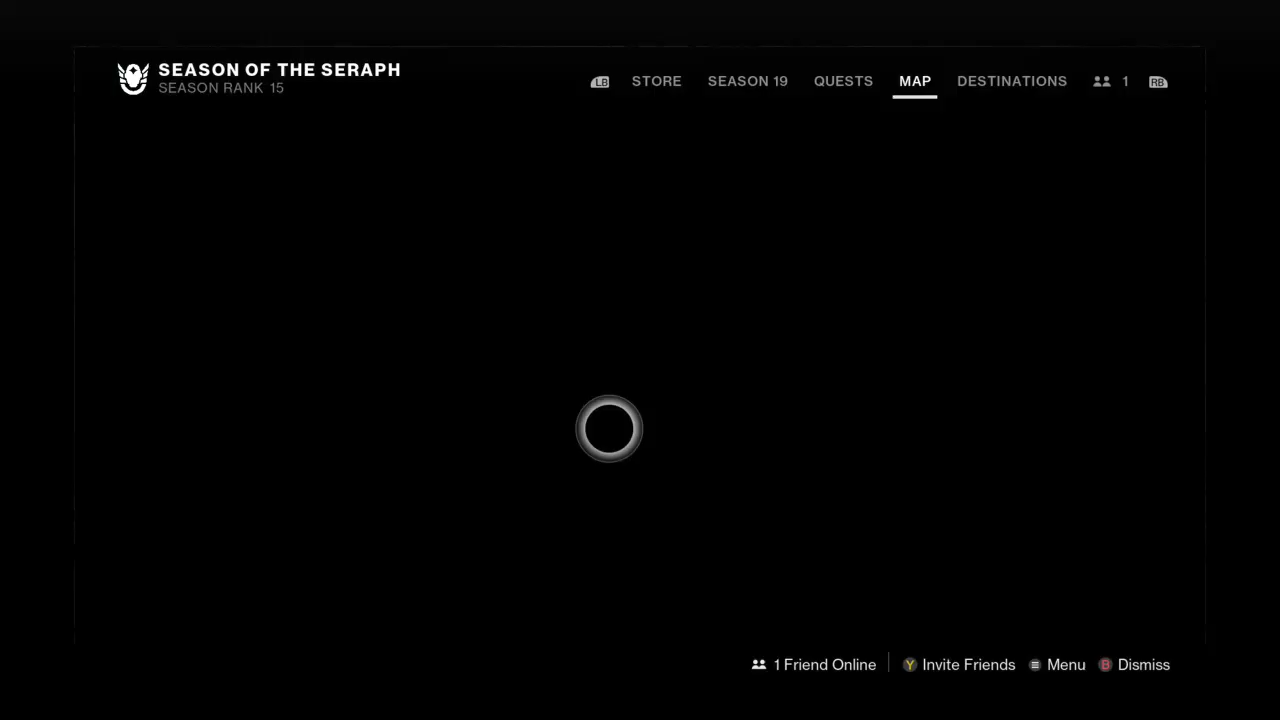 SEASON OF THE SERAPH
SEASON RANK 15
LB STORE SEASON 19 QUESTS MAP DESTINATIONS 1 RB
1 Friend Online Y Invite Friends Menu B Dismiss